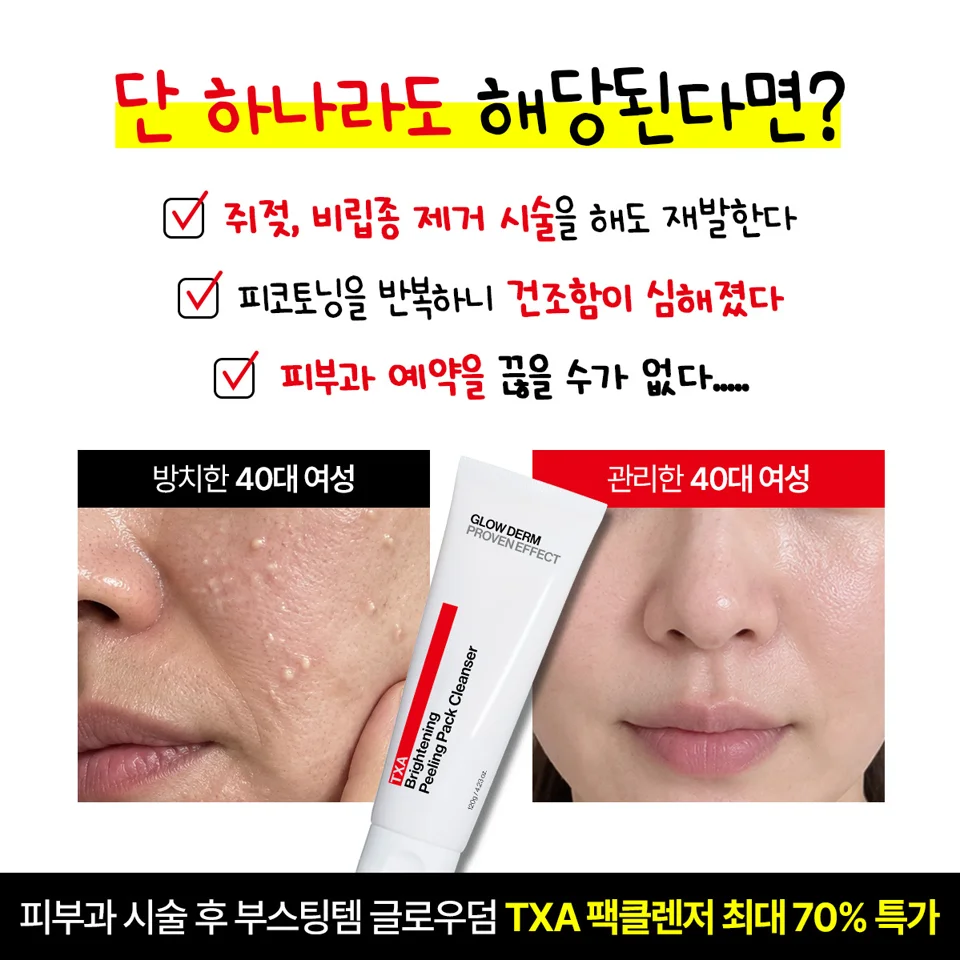 단 하나라도 해당된다면?
쥐젖, 비립종 제거 시술을 해도 재발한다
피코토닝을 반복하니 건조함이 심해졌다
피부과 예약을 끊을 수가 없다.....
방치한 40대 여성
관리한 40대 여성
GLOW DERM
PROVEN EFFECT
TXA
Brightening
Peeling Pack Cleanser
120g / 4.23 oz.
피부과 시술 후 부스팅템 글로우덤 TXA 팩클렌저 최대 70% 특가